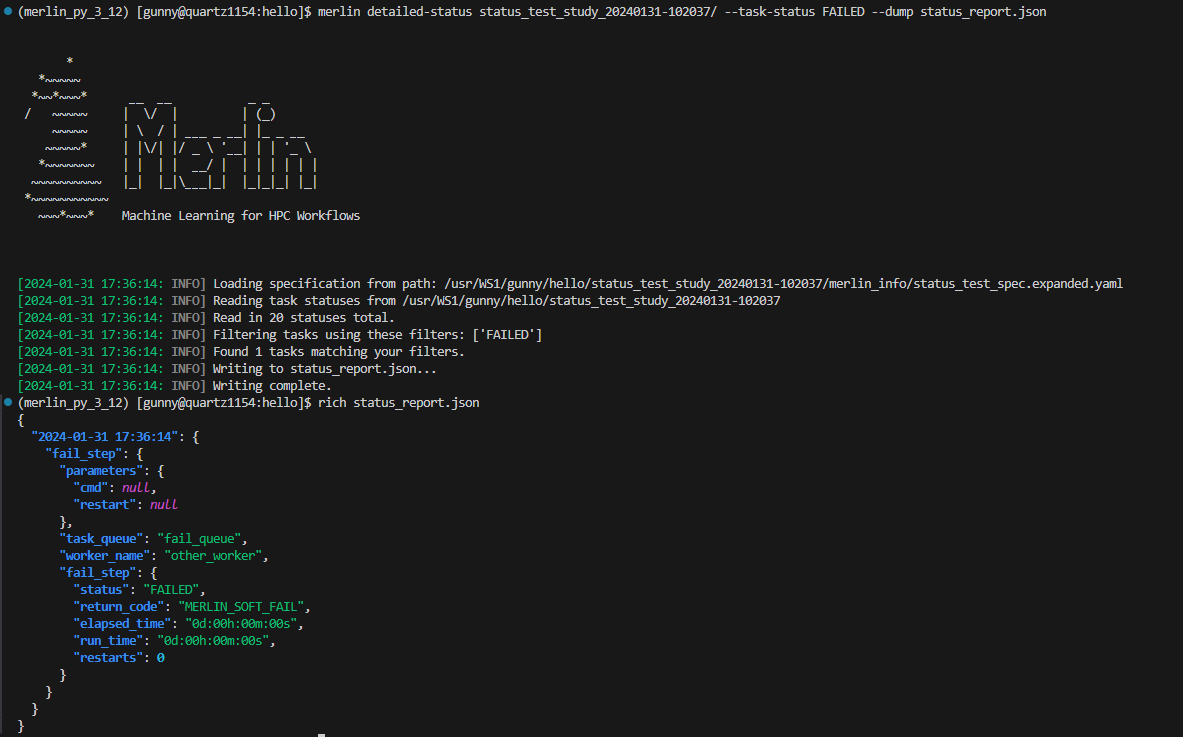 (merlin_py_3_12) [gunny@quartz1154:hello]$ merlin detailed-status status_test_study_20240131-102037/ --task-status FAILED --dump status_report.json
Merlin
Machine Learning for HPC Workflows
[2024-01-31 17:36:14: INFO] Loading specification from path: /usr/WS1/gunny/hello/status_test_study_20240131-102037/merlin_info/status_test_spec.expanded.yaml
[2024-01-31 17:36:14: INFO] Reading task statuses from /usr/WS1/gunny/hello/status_test_study_20240131-102037
[2024-01-31 17:36:14: INFO] Read in 20 statuses total.
[2024-01-31 17:36:14: INFO] Filtering tasks using these filters: ['FAILED']
[2024-01-31 17:36:14: INFO] Found 1 tasks matching your filters.
[2024-01-31 17:36:14: INFO] Writing to status_report.json...
[2024-01-31 17:36:14: INFO] Writing complete.
(merlin_py_3_12) [gunny@quartz1154:hello]$ rich status_report.json
{
  "2024-01-31 17:36:14": {
    "fail_step": {
      "parameters": {
        "cmd": null,
        "restart": null
      },
      "task_queue": "fail_queue",
      "worker_name": "other_worker",
      "fail_step": {
        "status": "FAILED",
        "return_code": "MERLIN_SOFT_FAIL",
        "elapsed_time": "0d:00h:00m:00s",
        "run_time": "0d:00h:00m:00s",
        "restarts": 0
      }
    }
  }
}